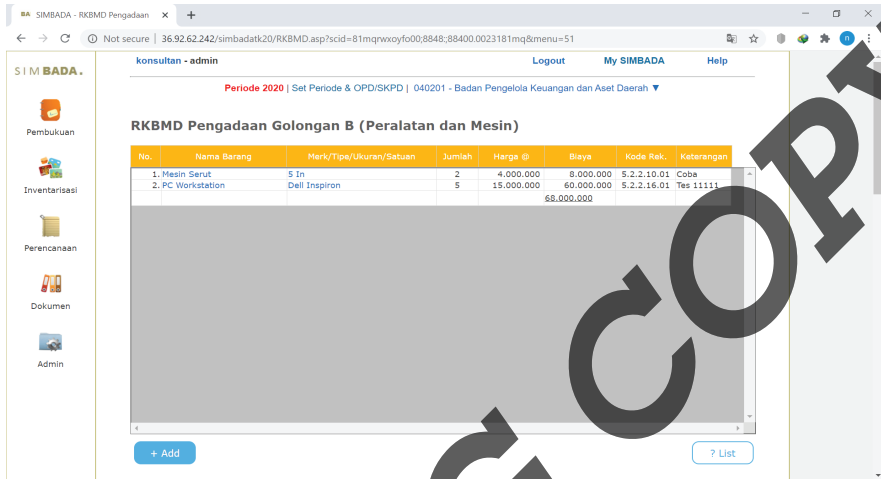 BA SIMBADA - RKBMD Pengadaan × +
Not secure | 36.92.62.242/simbadatk20/RKBMD.asp?scid=81mqrwxoyfo00;8848:;88400.0023181mq&menu=51
SIMBADA.
konsultan - admin Logout My SIMBADA Help
Periode 2020 | Set Periode & OPD/SKPD | 040201 - Badan Pengelola Keuangan dan Aset Daerah ▼
Pembukuan
Inventarisasi
Perencanaan
Dokumen
Admin
RKBMD Pengadaan Golongan B (Peralatan dan Mesin)
No. Nama Barang Merk/Tipe/Ukuran/Satuan Jumlah Harga @ Biaya Kode Rek. Keterangan
1. Mesin Serut 5 In 2 4.000.000 8.000.000 5.2.2.10.01 Coba
2. PC Workstation Dell Inspiron 5 15.000.000 60.000.000 5.2.2.16.01 Tes 11111
68.000.000
+ Add ? List
C COPY